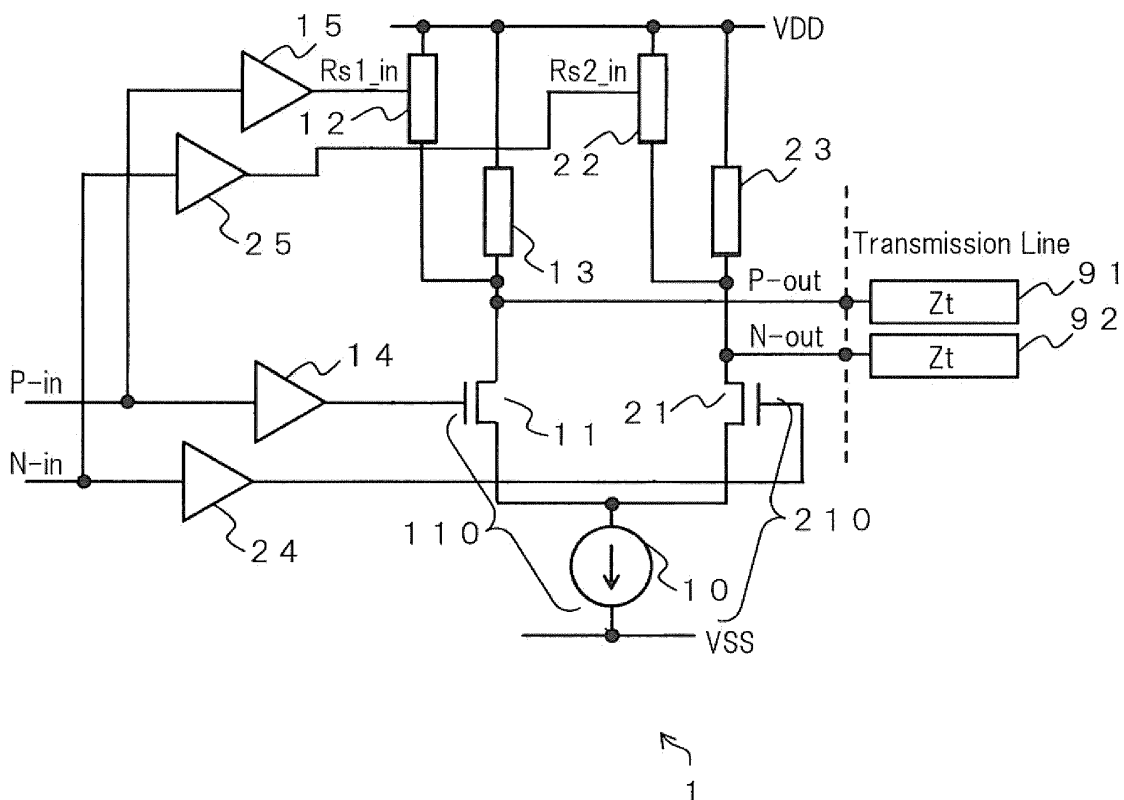 15
VDD
Rs1_in
Rs2_in
12
22
23
25
13
Transmission Line
P-out
Zt
91
N-out
Zt
92
P-in
14
11
21
N-in
24
110
210
10
VSS
1